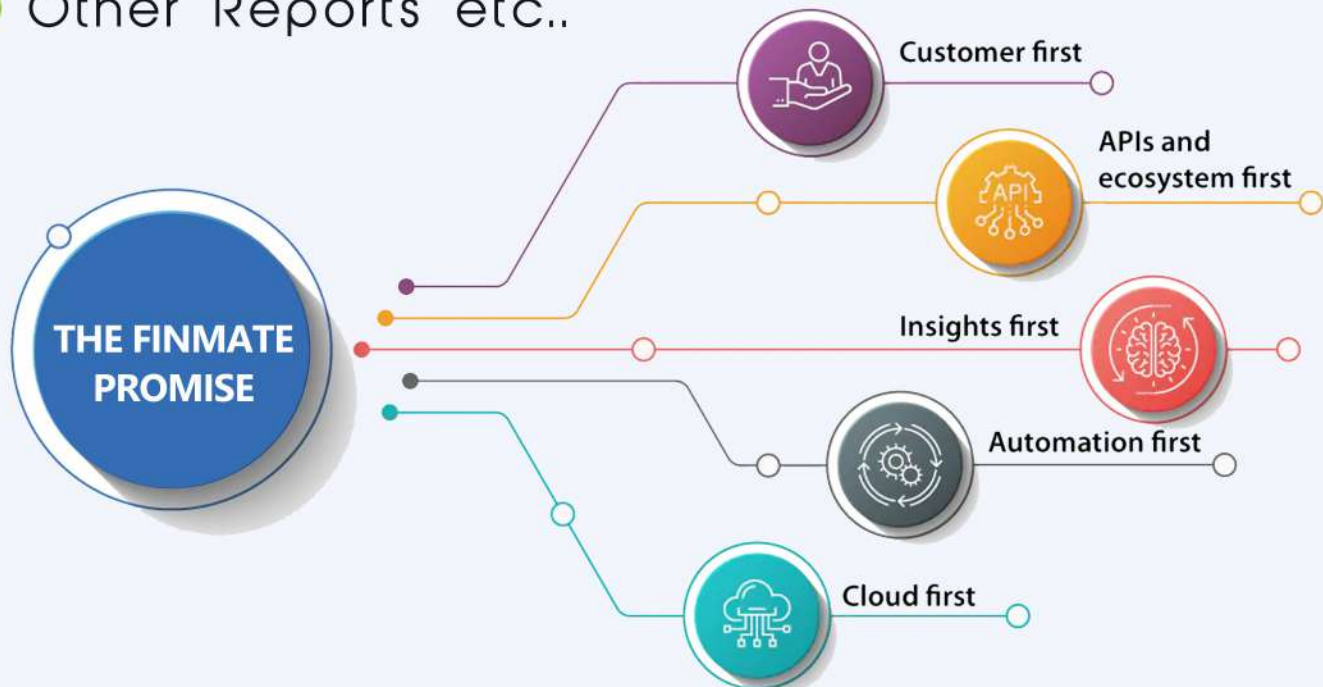 Other Reports etc..
Customer first
APIs and
ecosystem first
API
THE FINMATE
PROMISE
Insights first
Automation first
Cloud first